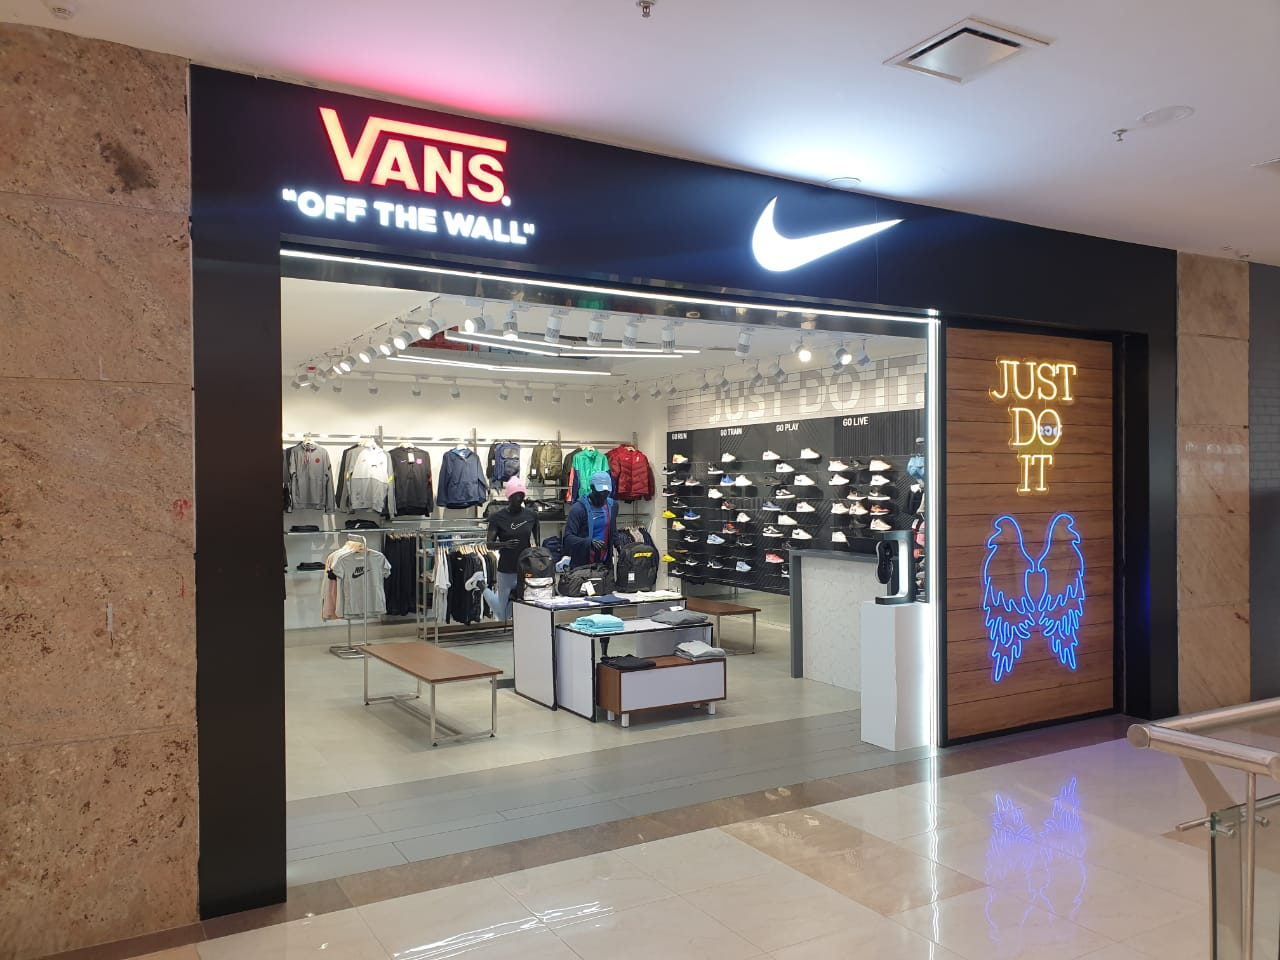 VANS
"OFF THE WALL"
JUST DO IT
GO RUN
GO TRAIN
GO PLAY
GO LIVE
JUST
DO
IT